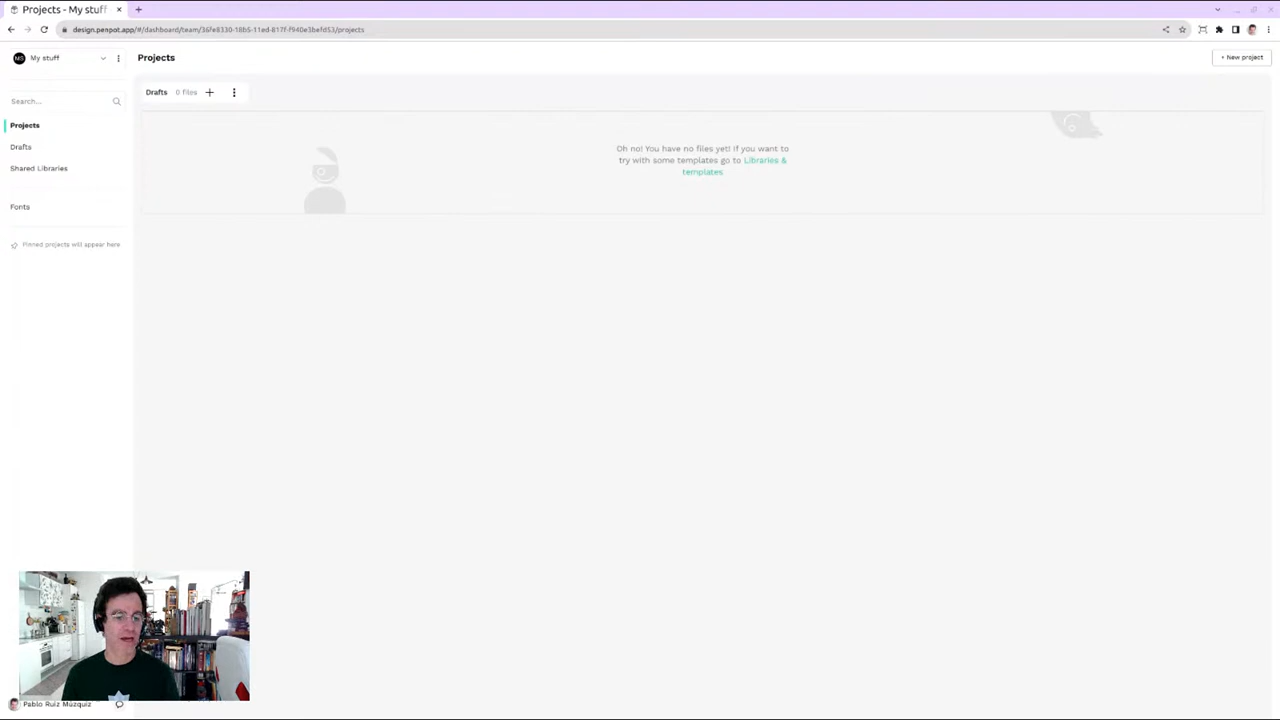 Projects - My stuff
design.penpot.app/#/dashboard/team/36fe8330-18b5-11ed-817f-f940e3befd53/projects
MS My stuff
Projects
+ New project
Search...
Drafts 0 files
Projects
Drafts
Shared Libraries
Fonts
Pinned projects will appear here
Oh no! You have no files yet! If you want to
try with some templates go to Libraries &
templates
Pablo Ruiz Múzquiz